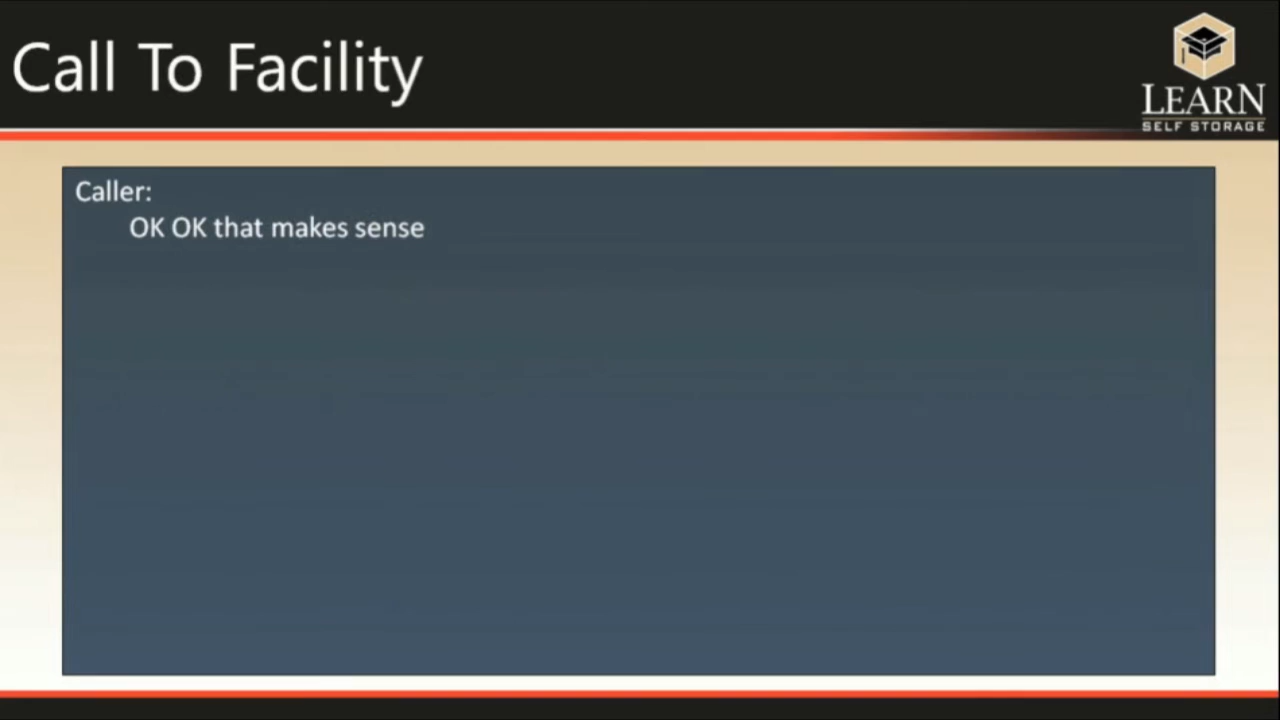 Call To Facility
LEARN
SELF STORAGE
Caller:
OK OK that makes sense